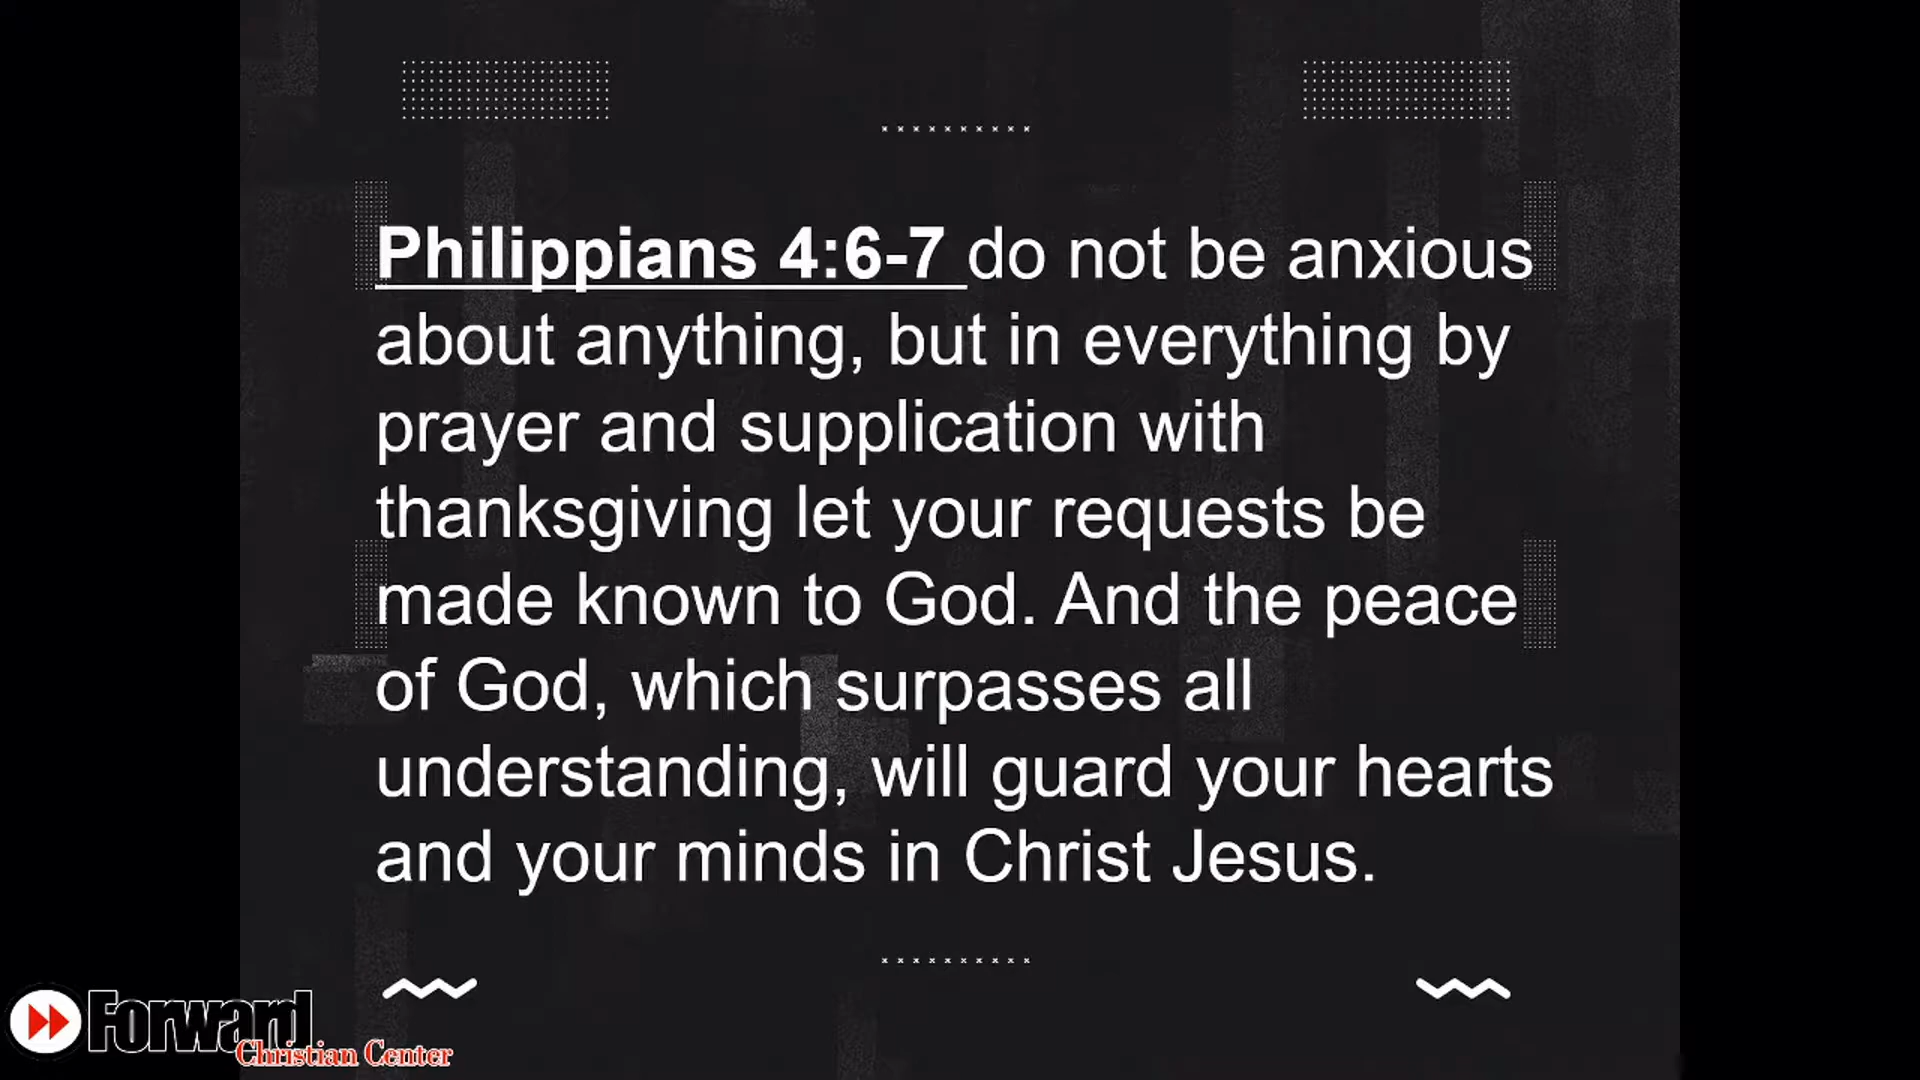 Philippians 4:6-7 do not be anxious
about anything, but in everything by
prayer and supplication with
thanksgiving let your requests be
made known to God. And the peace
of God, which surpasses all
understanding, will guard your hearts
and your minds in Christ Jesus.
Forward
Christian Center